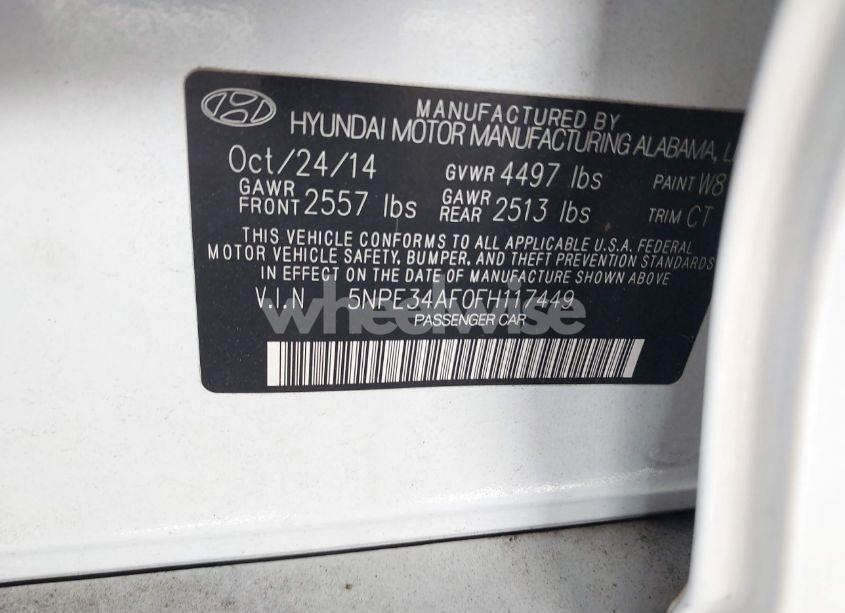 MANUFACTURED BY
HYUNDAI MOTOR MANUFACTURING ALABAMA,
Oct/24/14 GVWR 4497 lbs PAINT W8
GAWR FRONT 2557 lbs GAWR REAR 2513 lbs TRIM CT
THIS VEHICLE CONFORMS TO ALL APPLICABLE U.S.A. FEDERAL
MOTOR VEHICLE SAFETY, BUMPER, AND THEFT PREVENTION STANDARDS
IN EFFECT ON THE DATE OF MANUFACTURE SHOWN ABOVE
V.I.N 5NPE34AF0FH117449
wheelwise
PASSENGER CAR